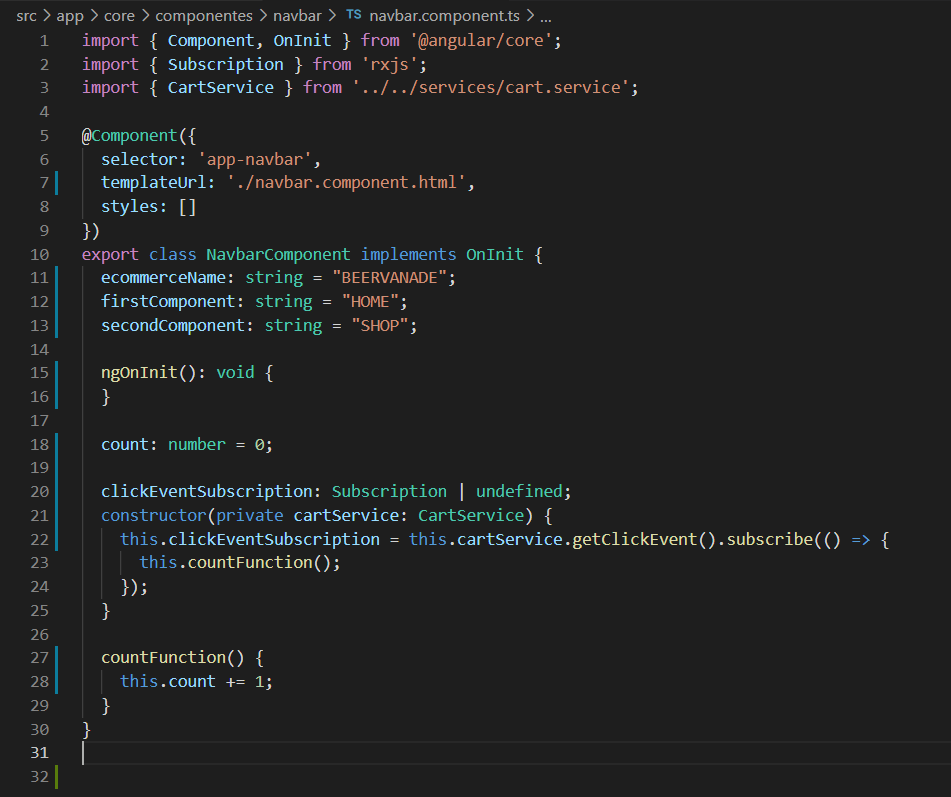 src > app > core > componentes > navbar > TS navbar.component.ts > ...
1 import { Component, OnInit } from '@angular/core';
2 import { Subscription } from 'rxjs';
3 import { CartService } from '../../services/cart.service';
4
5 @Component({
6   selector: 'app-navbar',
7   templateUrl: './navbar.component.html',
8   styles: []
9 })
10 export class NavbarComponent implements OnInit {
11   ecommerceName: string = "BEERVANADE";
12   firstComponent: string = "HOME";
13   secondComponent: string = "SHOP";
14
15   ngOnInit(): void {
16   }
17
18   count: number = 0;
19
20   clickEventSubscription: Subscription | undefined;
21   constructor(private cartService: CartService) {
22     this.clickEventSubscription = this.cartService.getClickEvent().subscribe(() => {
23       this.countFunction();
24     });
25   }
26
27   countFunction() {
28     this.count += 1;
29   }
30 }
31
32